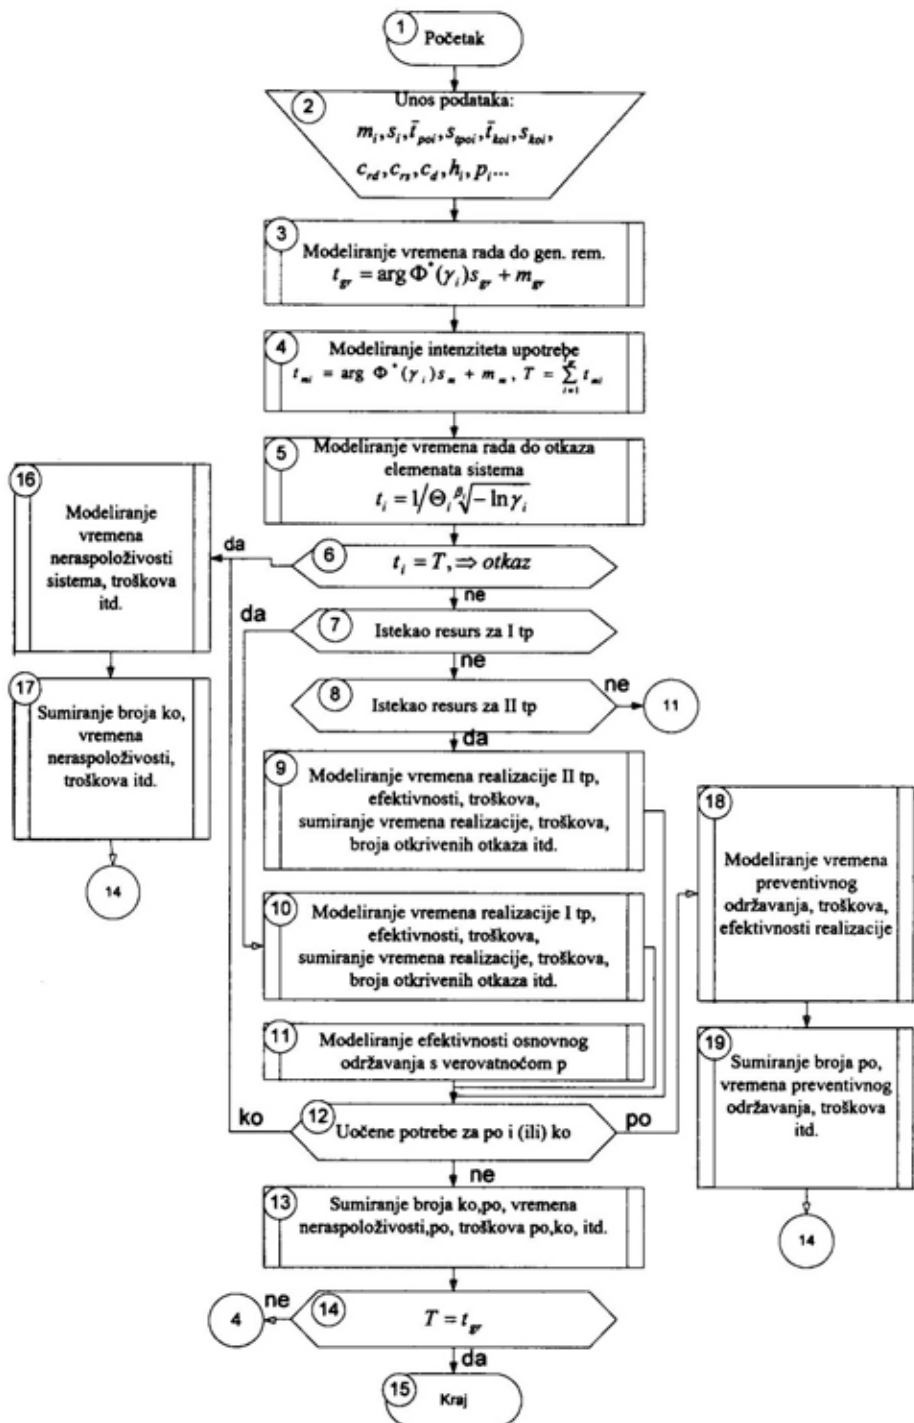 1
Početak
2
Unos podataka:
m_i, s_i, t̄_poi, s_tpoi, t̄_koi, s_koi,
c_rd, c_rs, c_d, h_i, p_i...
3
Modeliranje vremena rada do gen. rem.
t_gr = arg Φ*(γ_i)s_gr + m_gr
4
Modeliranje intenziteta upotrebe
t_mi = arg Φ*(γ_i)s_m + m_m, T = ∑ t_mi
i=1
5
Modeliranje vremena rada do otkaza
elemenata sistema
t_i = 1/Θ_i β_i√-ln γ_i
6
t_i = T, ⇒ otkaz
da
ne
7
Istekao resurs za I tp
da
ne
8
Istekao resurs za II tp
ne
11
da
9
Modeliranje vremena realizacije II tp,
efektivnosti, troškova,
sumiranje vremena realizacije, troškova,
broja otkrivenih otkaza itd.
10
Modeliranje vremena realizacije I tp,
efektivnosti, troškova,
sumiranje vremena realizacije, troškova,
broja otkrivenih otkaza itd.
11
Modeliranje efektivnosti osnovnog
održavanja s verovatnoćom p
12
Uočene potrebe za po i (ili) ko
ko
po
ne
13
Sumiranje broja ko,po, vremena
neraspoloživosti,po, troškova po,ko, itd.
14
T = t_gr
ne
4
da
15
Kraj
16
Modeliranje
vremena
neraspoloživosti
sistema, troškova
itd.
17
Sumiranje broja ko,
vremena
neraspoloživosti,
troškova itd.
14
18
Modeliranje vremena
preventivnog
održavanja, troškova,
efektivnosti realizacije
19
Sumiranje broja po,
vremena preventivnog
održavanja, troškova
itd.
14